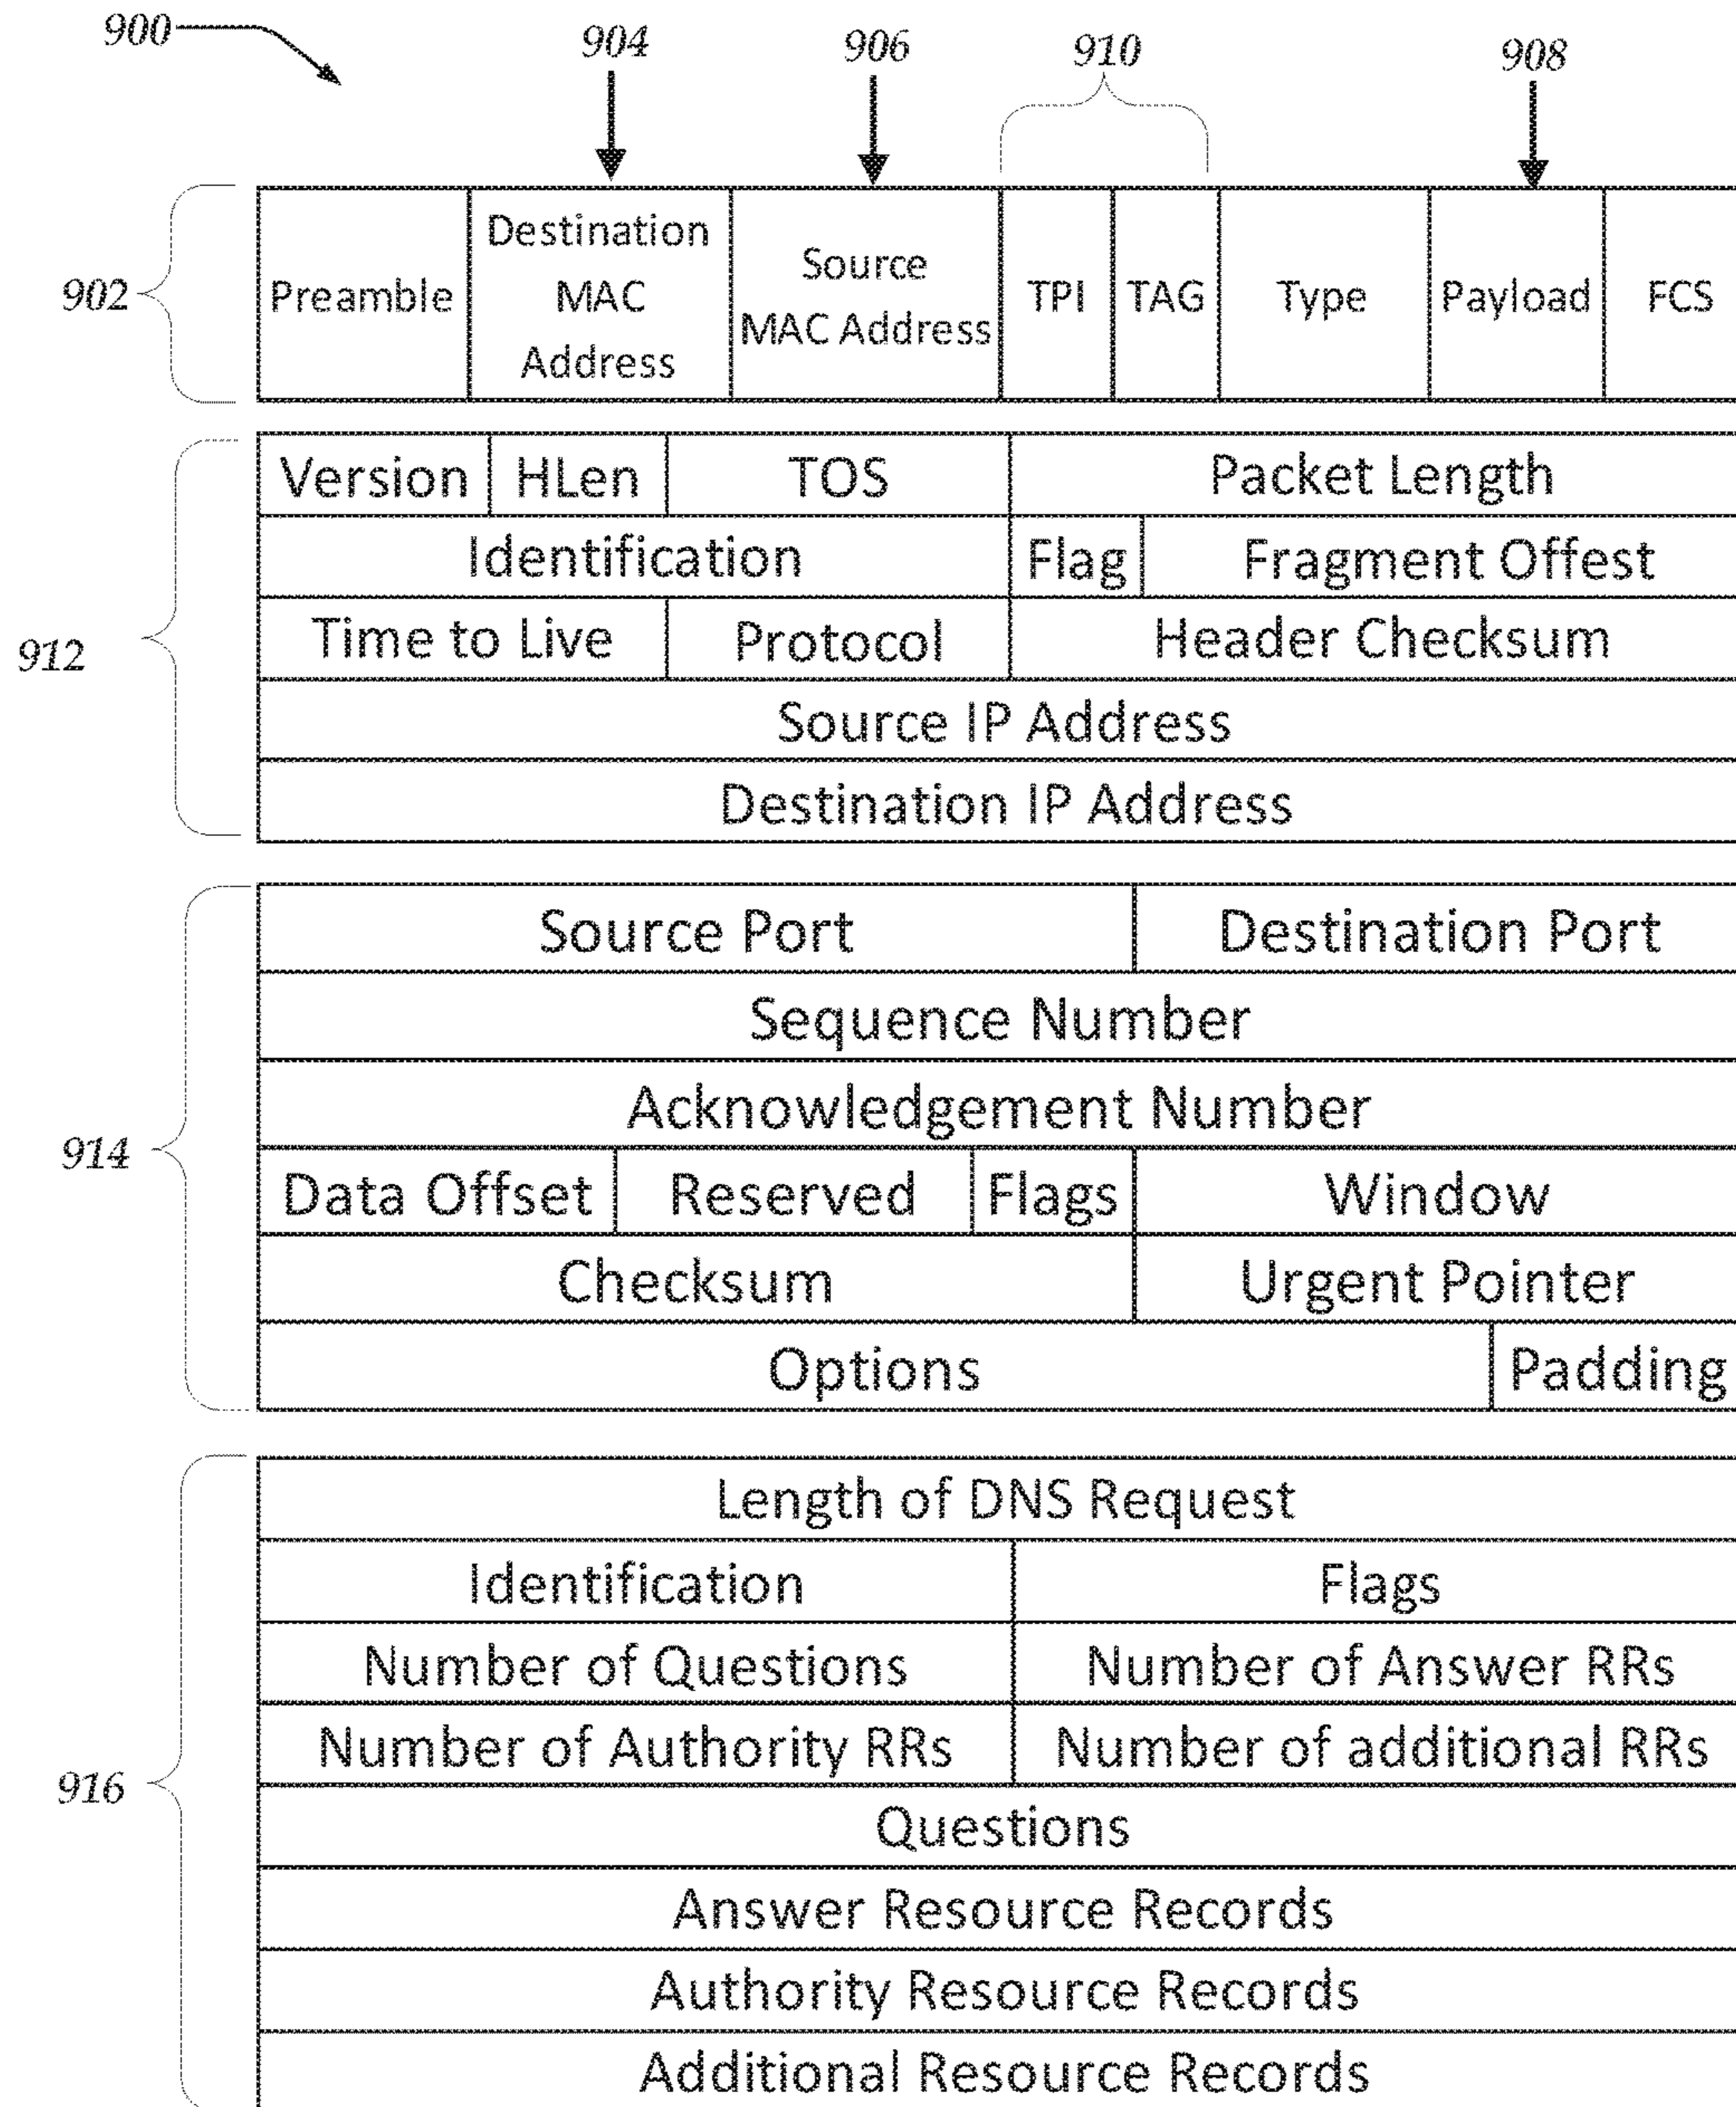 900
904
906
910
908
902
Preamble
Destination
MAC
Address
Source
MAC Address
TPI
TAG
Type
Payload
FCS
912
Version
HLen
TOS
Packet Length
Identification
Flag
Fragment Offest
Time to Live
Protocol
Header Checksum
Source IP Address
Destination IP Address
914
Source Port
Destination Port
Sequence Number
Acknowledgement Number
Data Offset
Reserved
Flags
Window
Checksum
Urgent Pointer
Options
Padding
916
Length of DNS Request
Identification
Flags
Number of Questions
Number of Answer RRs
Number of Authority RRs
Number of additional RRs
Questions
Answer Resource Records
Authority Resource Records
Additional Resource Records